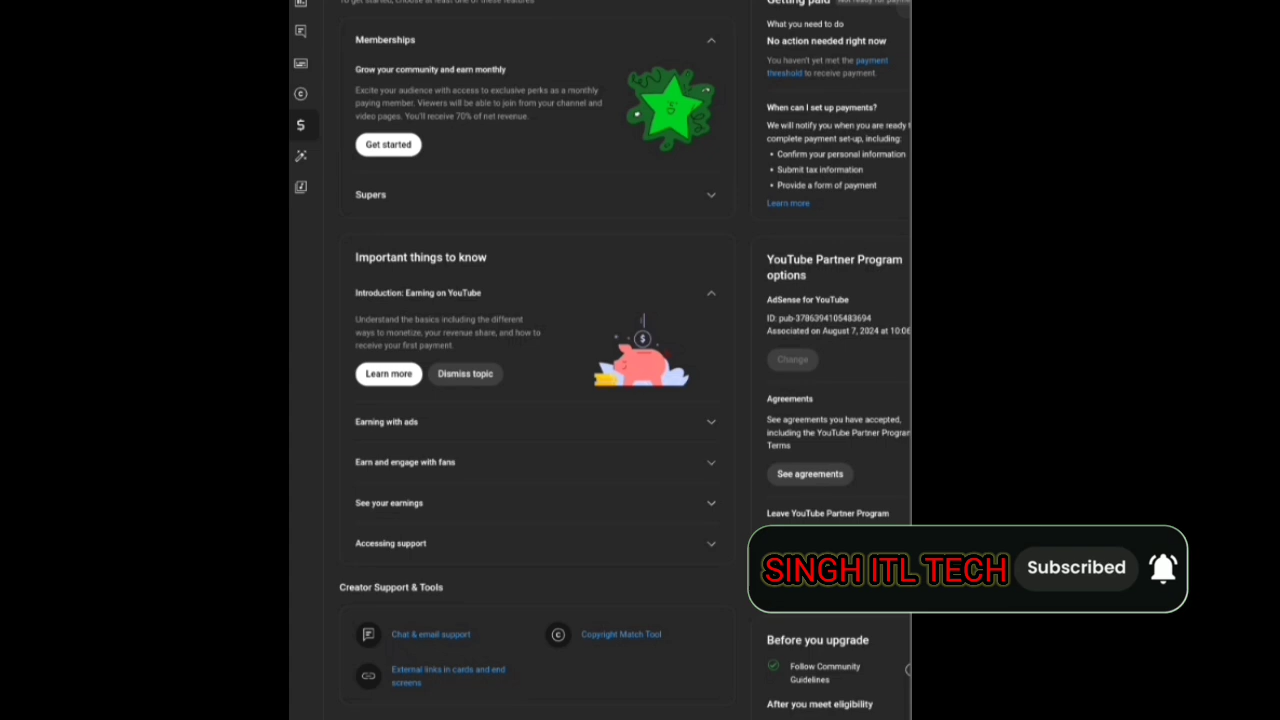 To get started, choose at least one of these features
Memberships
Grow your community and earn monthly
Excite your audience with access to exclusive perks as a monthly
paying member. Viewers will be able to join from your channel and
video pages. You'll receive 70% of net revenue.
Get started
Supers
Important things to know
Introduction: Earning on YouTube
Understand the basics including the different
ways to monetize, your revenue share, and how to
receive your first payment.
Learn more
Dismiss topic
Earning with ads
Earn and engage with fans
See your earnings
Accessing support
Creator Support & Tools
Chat & email support
Copyright Match Tool
External links in cards and end
screens
Getting paid
What you need to do
No action needed right now
You haven't yet met the payment
threshold to receive payment.
When can I set up payments?
We will notify you when you are ready t
complete payment set-up, including:
• Confirm your personal information
• Submit tax information
• Provide a form of payment
Learn more
YouTube Partner Program
options
AdSense for YouTube
ID: pub-3786394105483694
Associated on August 7, 2024 at 10:06
Change
Agreements
See agreements you have accepted,
including the YouTube Partner Program
Terms
See agreements
Leave YouTube Partner Program
SINGH ITL TECH
Subscribed
Before you upgrade
Follow Community
Guidelines
After you meet eligibility